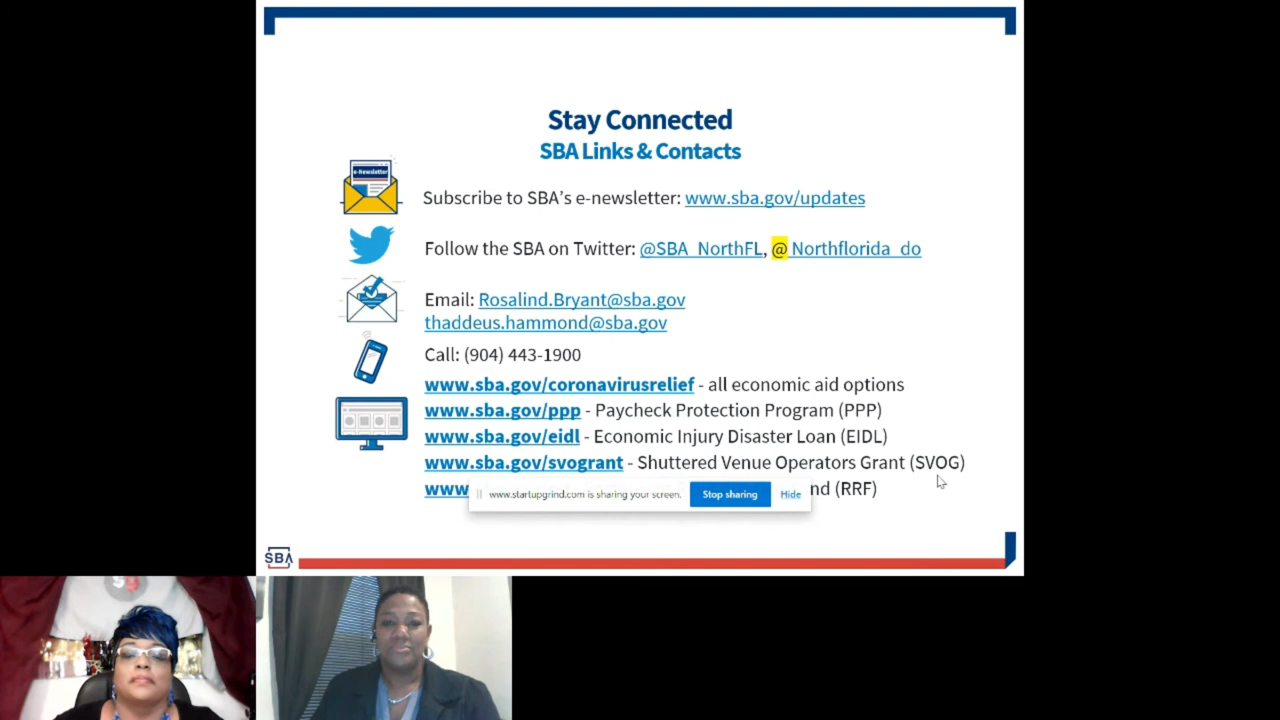 Stay Connected
SBA Links & Contacts
e-Newsletter
Subscribe to SBA's e-newsletter: www.sba.gov/updates
Follow the SBA on Twitter: @SBA_NorthFL, @ Northflorida_do
Email: Rosalind.Bryant@sba.gov
thaddeus.hammond@sba.gov
Call: (904) 443-1900
www.sba.gov/coronavirusrelief - all economic aid options
www.sba.gov/ppp - Paycheck Protection Program (PPP)
www.sba.gov/eidl - Economic Injury Disaster Loan (EIDL)
www.sba.gov/svogrant - Shuttered Venue Operators Grant (SVOG)
www nd (RRF)
www.startupgrind.com is sharing your screen. Stop sharing Hide
SBA